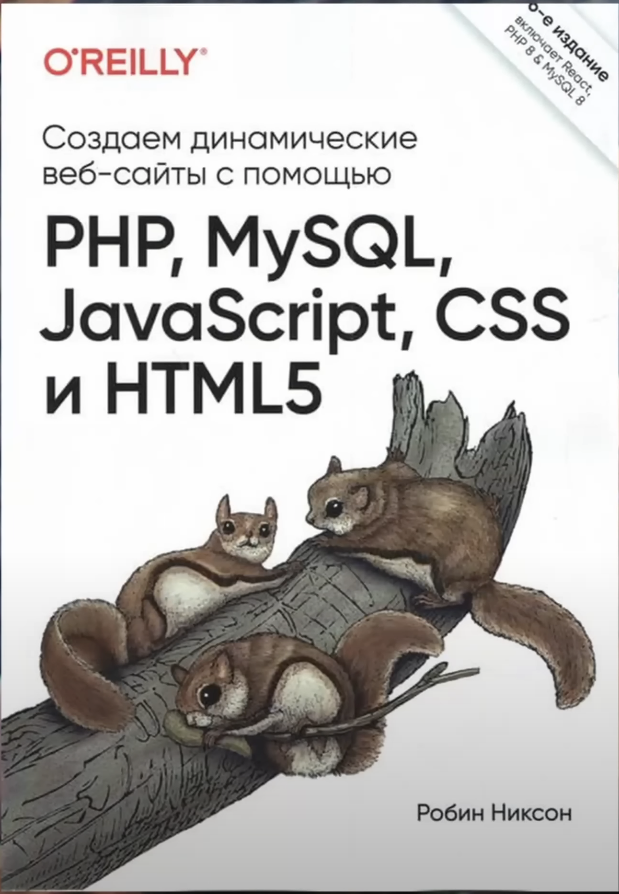 O'REILLY®
6-е издание
включает React,
PHP 8 & MySQL 8
Создаем динамические
веб-сайты с помощью
PHP, MySQL,
JavaScript, CSS
и HTML5
Робин Никсон